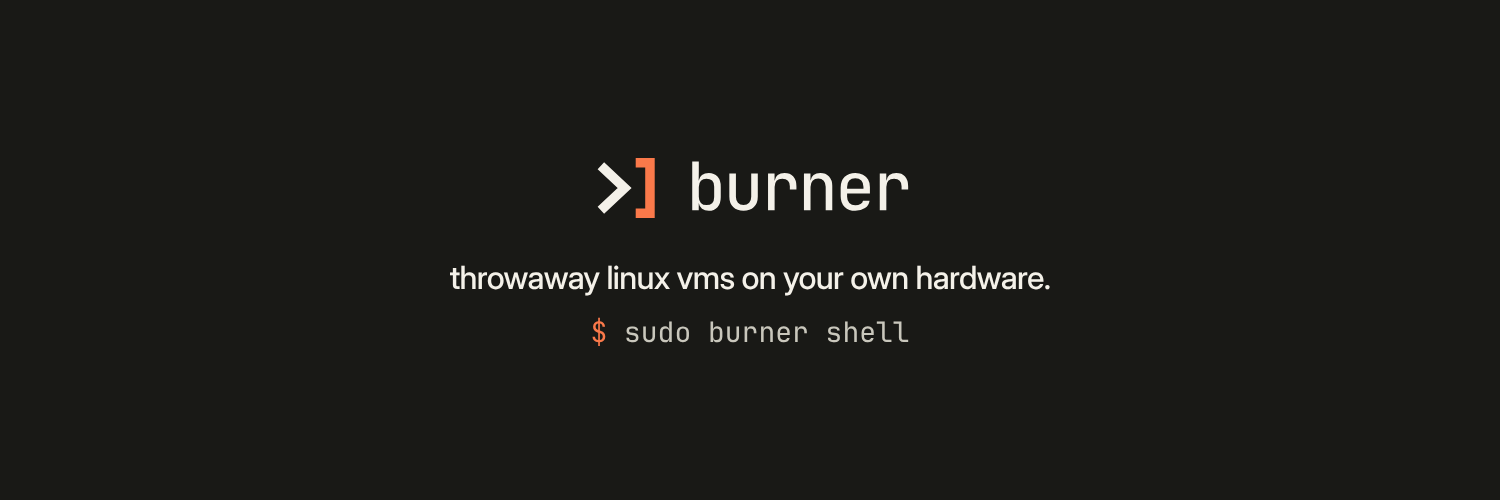 >] burner
throwaway linux vms on your own hardware.
$ sudo burner shell